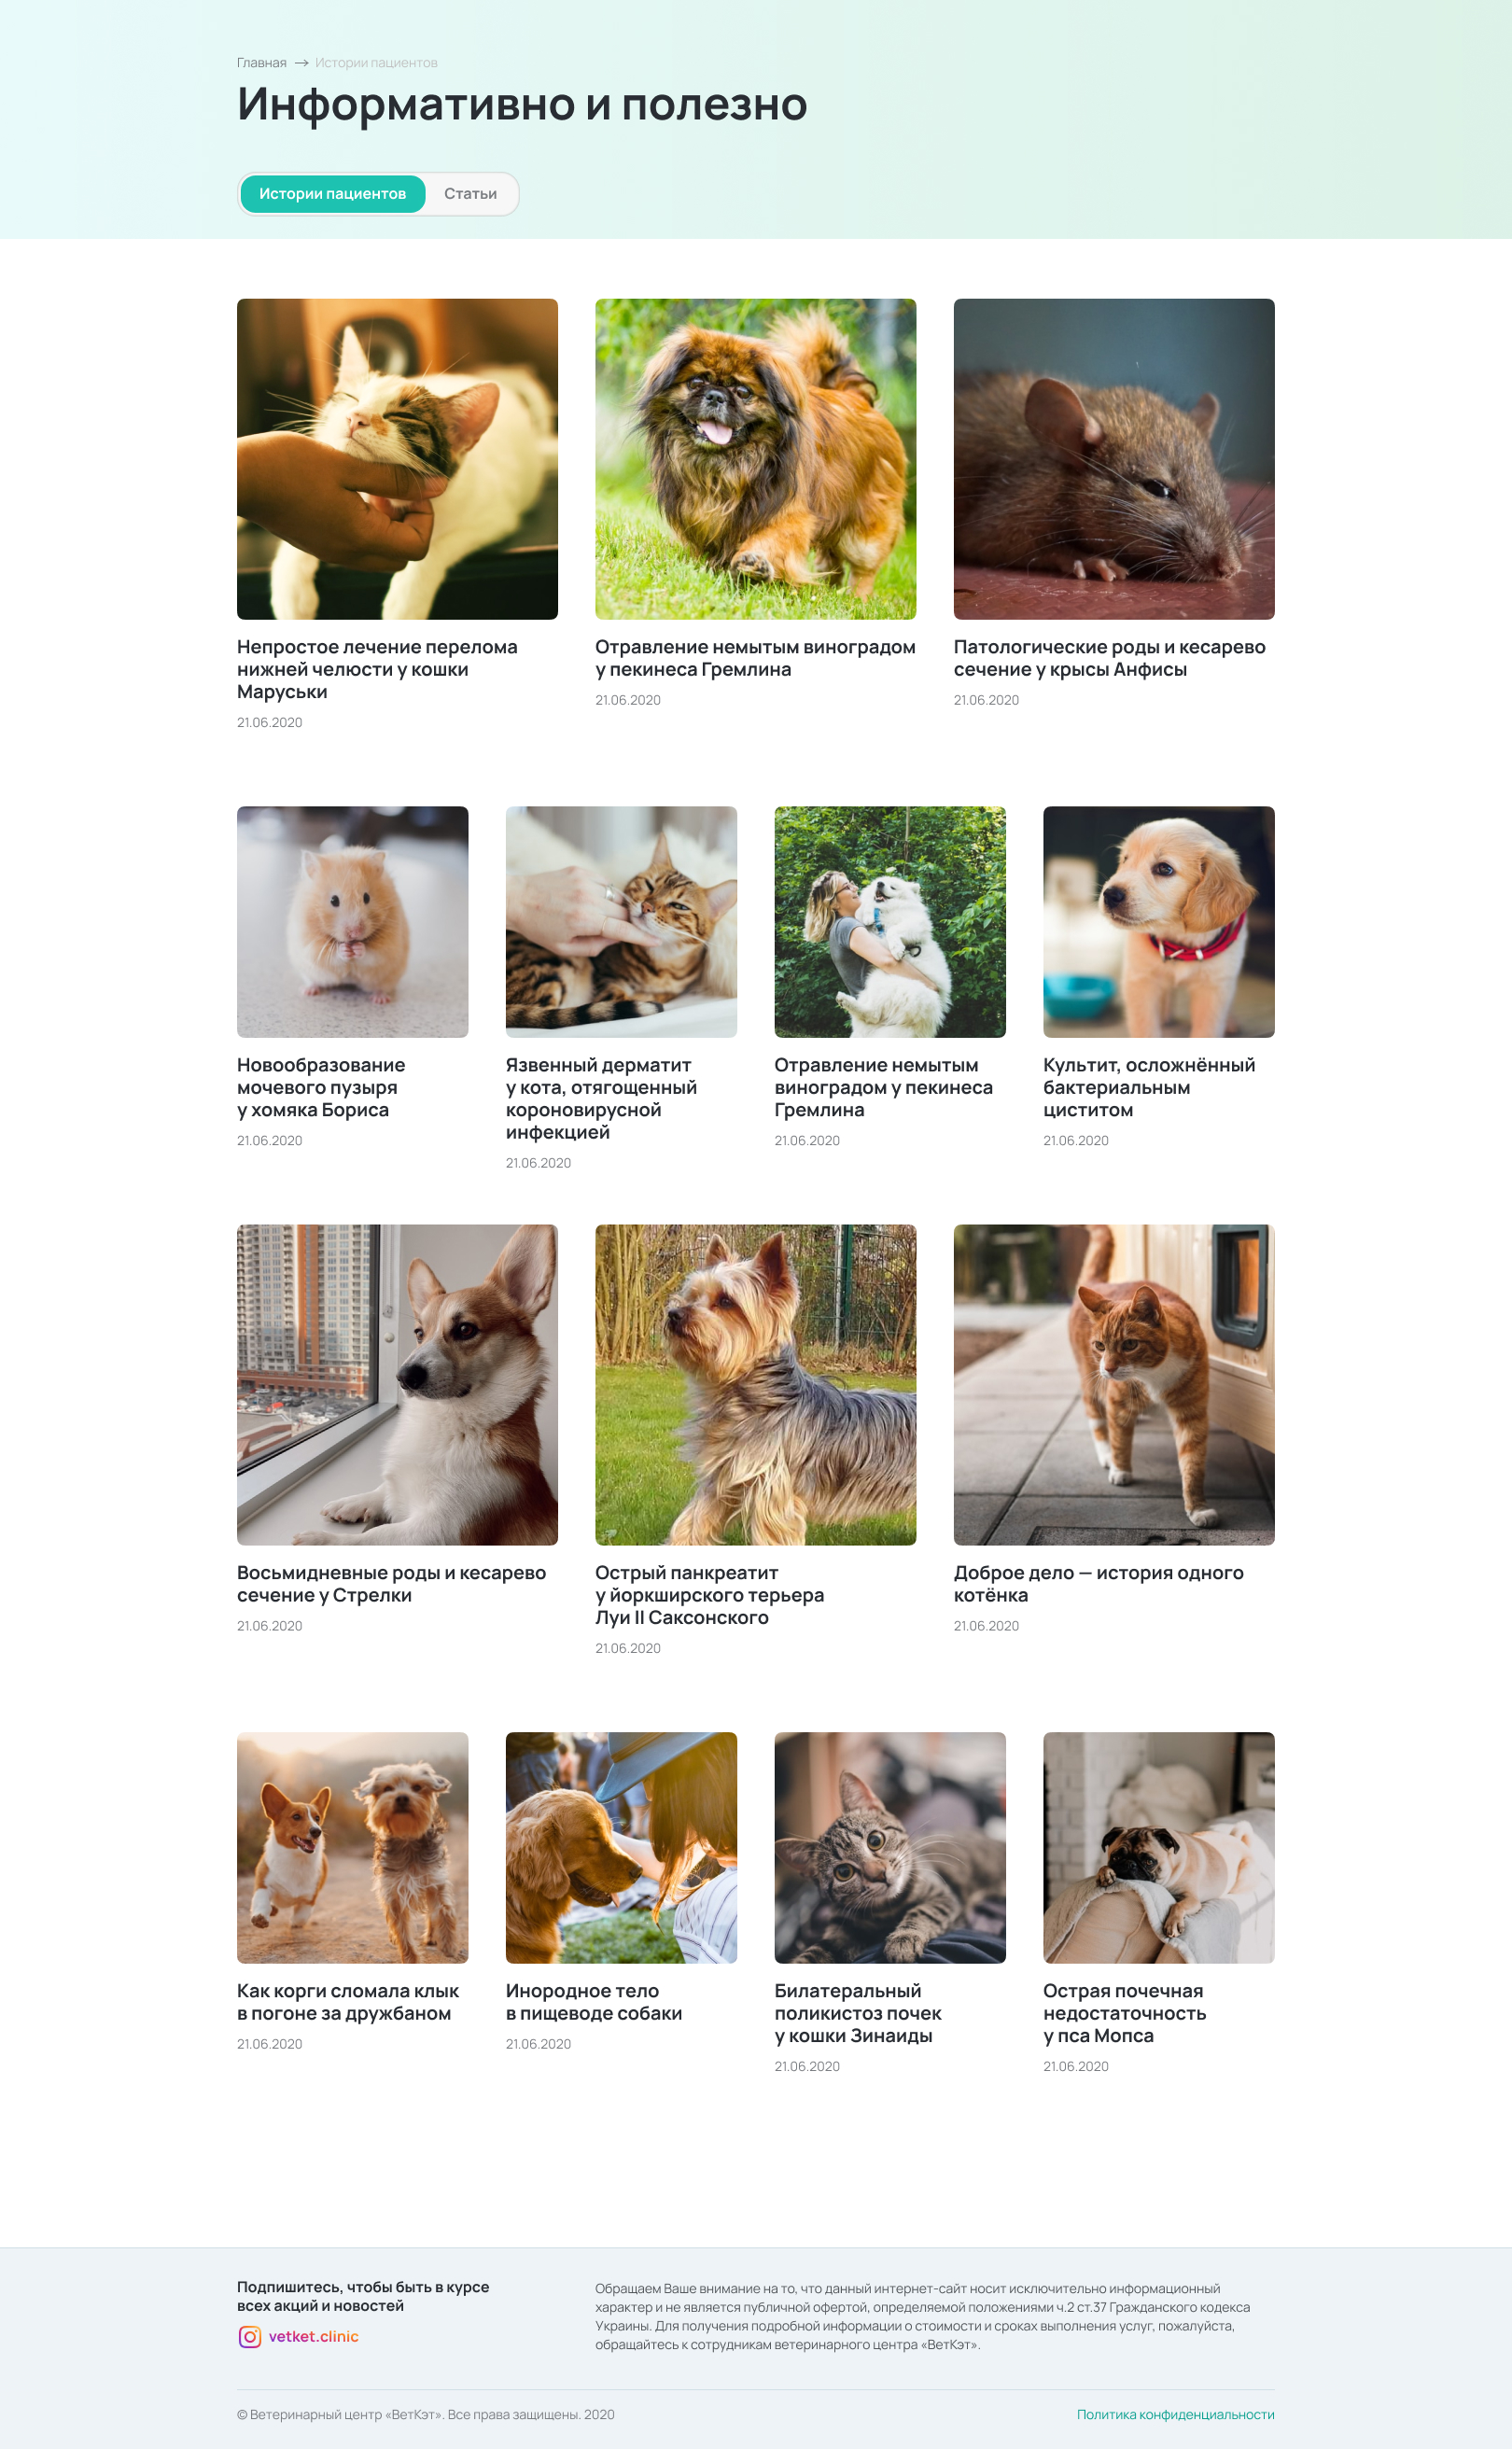 Главная → Истории пациентов
Информативно и полезно
Истории пациентов
Статьи
Непростое лечение перелома
нижней челюсти у кошки
Маруськи
21.06.2020
Отравление немытым виноградом
у пекинеса Гремлина
21.06.2020
Патологические роды и кесарево
сечение у крысы Анфисы
21.06.2020
Новообразование
мочевого пузыря
у хомяка Бориса
21.06.2020
Язвенный дерматит
у кота, отягощенный
короновирусной
инфекцией
21.06.2020
Отравление немытым
виноградом у пекинеса
Гремлина
21.06.2020
Культит, осложнённый
бактериальным
циститом
21.06.2020
Восьмидневные роды и кесарево
сечение у Стрелки
21.06.2020
Острый панкреатит
у йоркширского терьера
Луи II Саксонского
21.06.2020
Доброе дело — история одного
котёнка
21.06.2020
Как корги сломала клык
в погоне за дружбаном
21.06.2020
Инородное тело
в пищеводе собаки
21.06.2020
Билатеральный
поликистоз почек
у кошки Зинаиды
21.06.2020
Острая почечная
недостаточность
у пса Мопса
21.06.2020
Подпишитесь, чтобы быть в курсе
всех акций и новостей
vetket.clinic
Обращаем Ваше внимание на то, что данный интернет-сайт носит исключительно информационный
характер и не является публичной офертой, определяемой положениями ч.2 ст.37 Гражданского кодекса
Украины. Для получения подробной информации о стоимости и сроках выполнения услуг, пожалуйста,
обращайтесь к сотрудникам ветеринарного центра «ВетКэт».
© Ветеринарный центр «ВетКэт». Все права защищены. 2020
Политика конфиденциальности